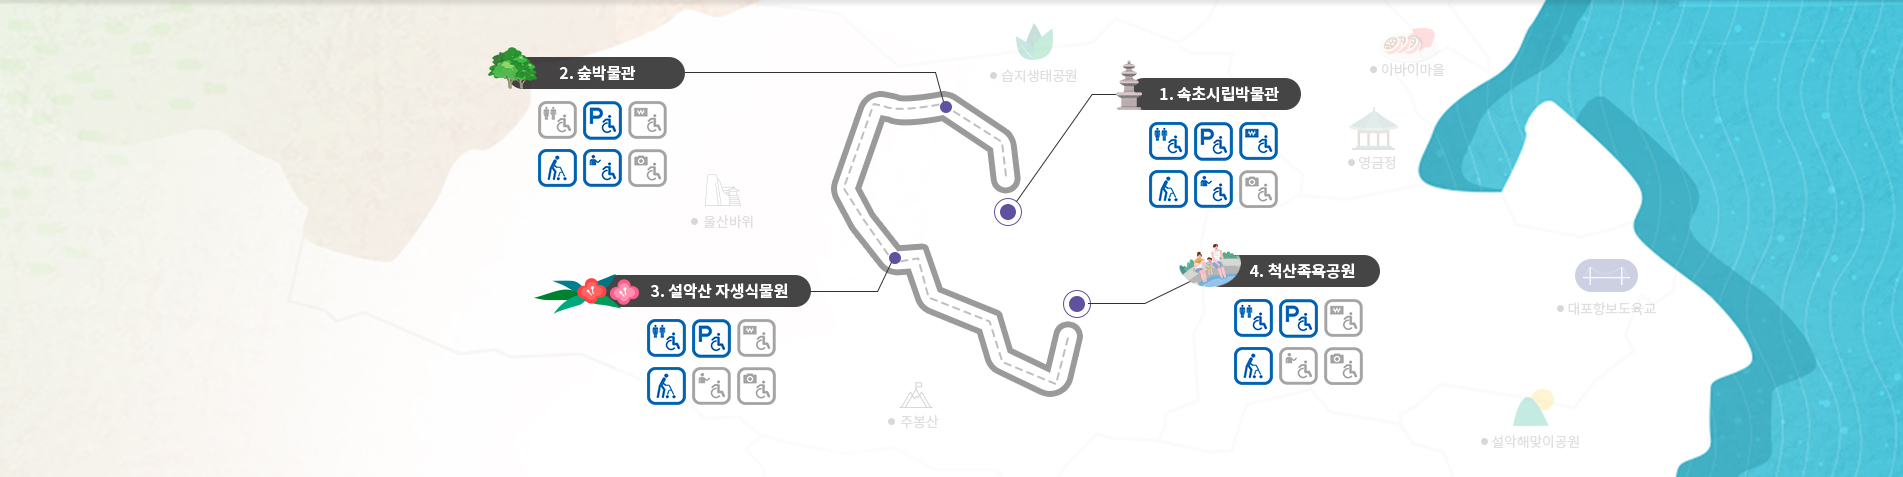 습지생태공원
아바이마을
2. 숲박물관
1. 속초시립박물관
P
W
P
W
영금정
울산바위
4. 척산족욕공원
3. 설악산 자생식물원
대포항보도육교
P
W
P
W
주봉산
설악해맞이공원